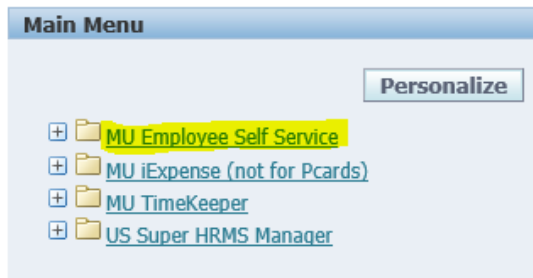 Main Menu
Personalize
MU Employee Self Service
MU iExpense (not for Pcards)
MU TimeKeeper
US Super HRMS Manager